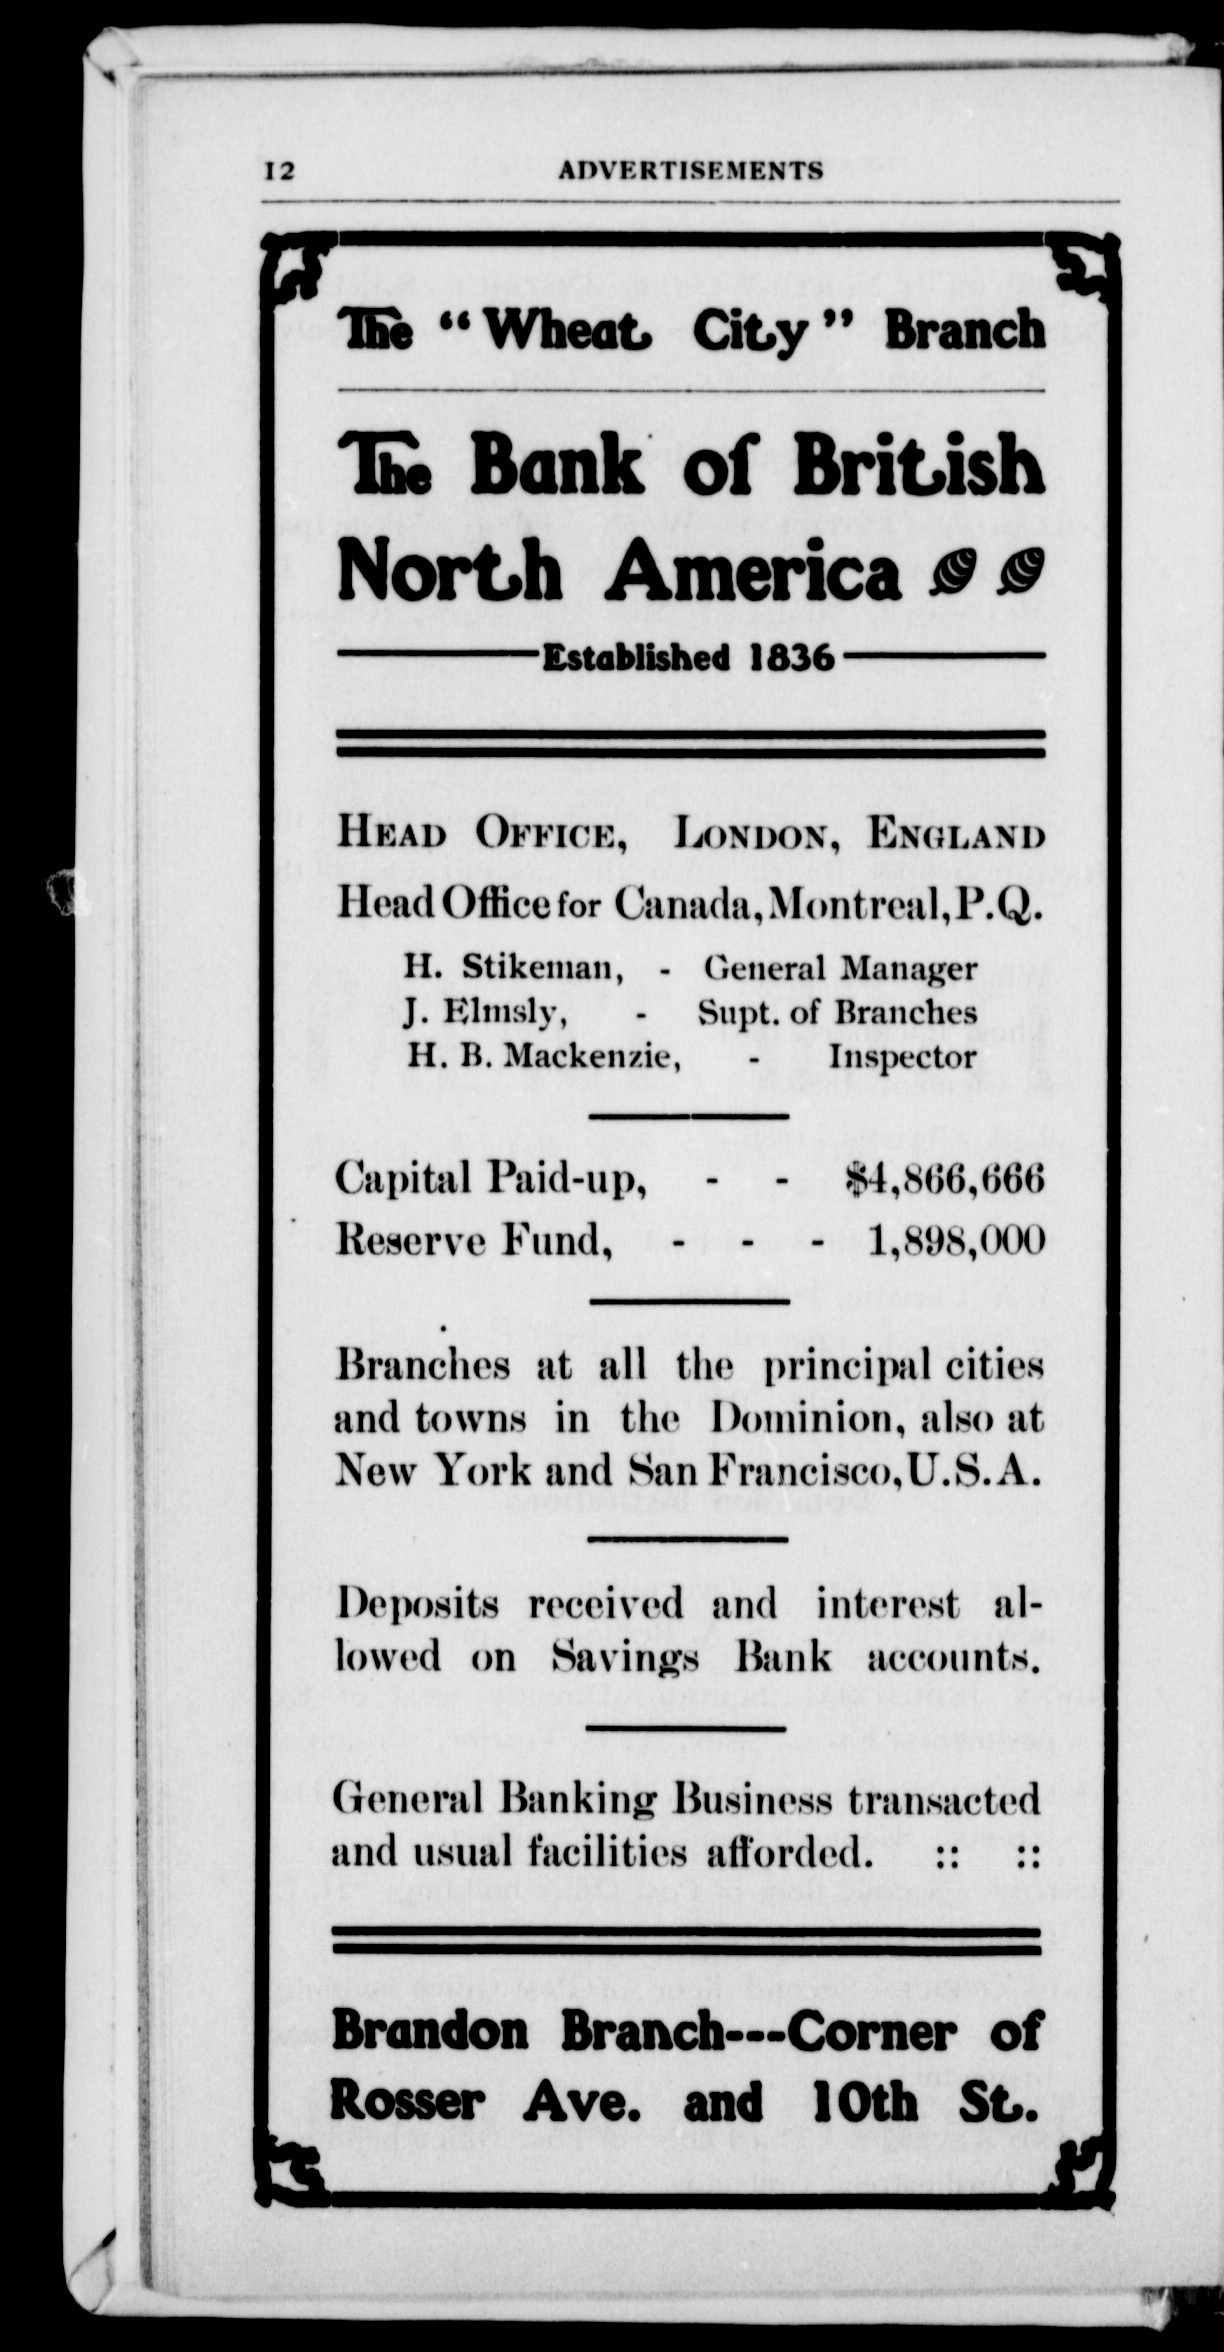 12 ADVERTISEMENTS
The "Wheat City" Branch
The Bank of British
North America
Established 1836
HEAD OFFICE, LONDON, ENGLAND
Head Office for Canada, Montreal, P.Q.
H. Stikeman, - General Manager
J. Elmsly, - Supt. of Branches
H. B. Mackenzie, - Inspector
Capital Paid-up, - - $4,866,666
Reserve Fund, - - - 1,898,000
Branches at all the principal cities
and towns in the Dominion, also at
New York and San Francisco, U.S.A.
Deposits received and interest al-
lowed on Savings Bank accounts.
General Banking Business transacted
and usual facilities afforded. :: ::
Brandon Branch---Corner of
Rosser Ave. and 10th St.